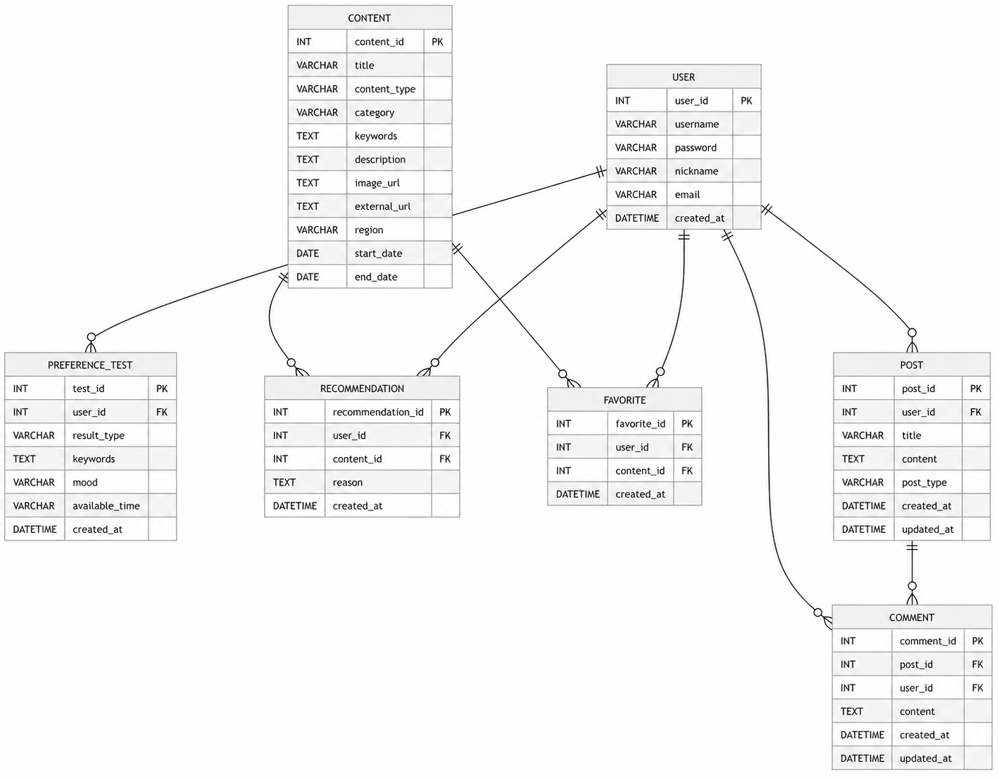 CONTENT
INT content_id PK
VARCHAR title
VARCHAR content_type
VARCHAR category
TEXT keywords
TEXT description
TEXT image_url
TEXT external_url
VARCHAR region
DATE start_date
DATE end_date
USER
INT user_id PK
VARCHAR username
VARCHAR password
VARCHAR nickname
VARCHAR email
DATETIME created_at
PREFERENCE_TEST
INT test_id PK
INT user_id FK
VARCHAR result_type
TEXT keywords
VARCHAR mood
VARCHAR available_time
DATETIME created_at
RECOMMENDATION
INT recommendation_id PK
INT user_id FK
INT content_id FK
TEXT reason
DATETIME created_at
FAVORITE
INT favorite_id PK
INT user_id FK
INT content_id FK
DATETIME created_at
POST
INT post_id PK
INT user_id FK
VARCHAR title
TEXT content
VARCHAR post_type
DATETIME created_at
DATETIME updated_at
COMMENT
INT comment_id PK
INT post_id FK
INT user_id FK
TEXT content
DATETIME created_at
DATETIME updated_at